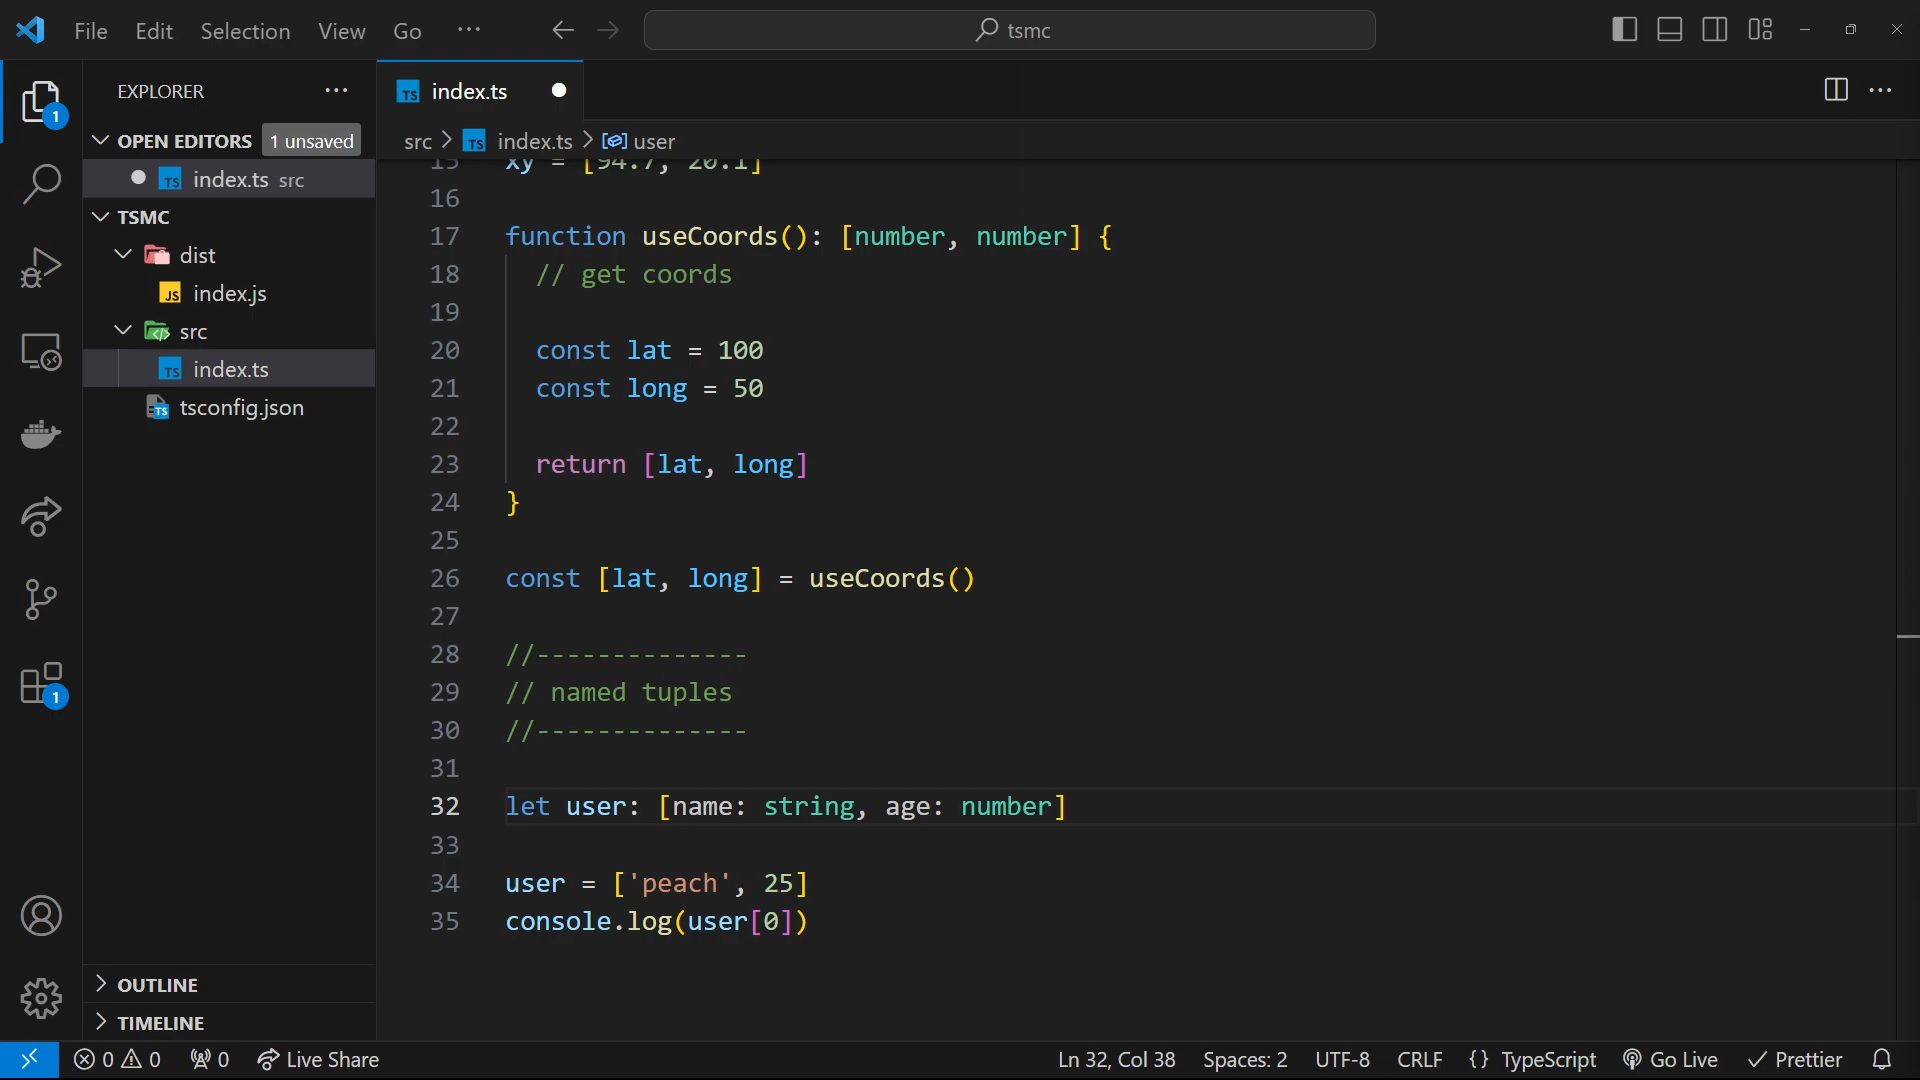 File Edit Selection View Go ··· tsmc
EXPLORER ···
OPEN EDITORS 1 unsaved
index.ts src
TSMC
dist
index.js
src
index.ts
tsconfig.json
OUTLINE
TIMELINE
index.ts
src > index.ts > user
15 xy = [94.7, 20.1]
16
17 function useCoords(): [number, number] {
18 // get coords
19
20 const lat = 100
21 const long = 50
22
23 return [lat, long]
24 }
25
26 const [lat, long] = useCoords()
27
28 //--------------
29 // named tuples
30 //--------------
31
32 let user: [name: string, age: number]
33
34 user = ['peach', 25]
35 console.log(user[0])
1
1
0 0 0 Live Share Ln 32, Col 38 Spaces: 2 UTF-8 CRLF {} TypeScript Go Live Prettier